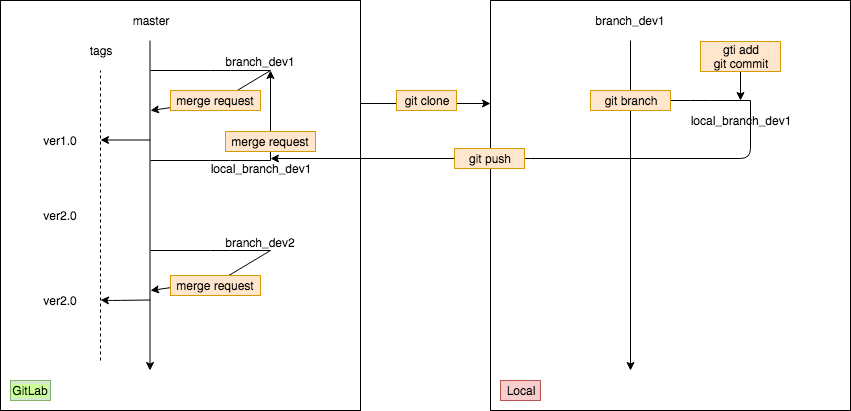 master
tags
branch_dev1
merge request
ver1.0
merge request
local_branch_dev1
ver2.0
branch_dev2
merge request
ver2.0
GitLab
git clone
git push
branch_dev1
gti add
git commit
git branch
local_branch_dev1
Local